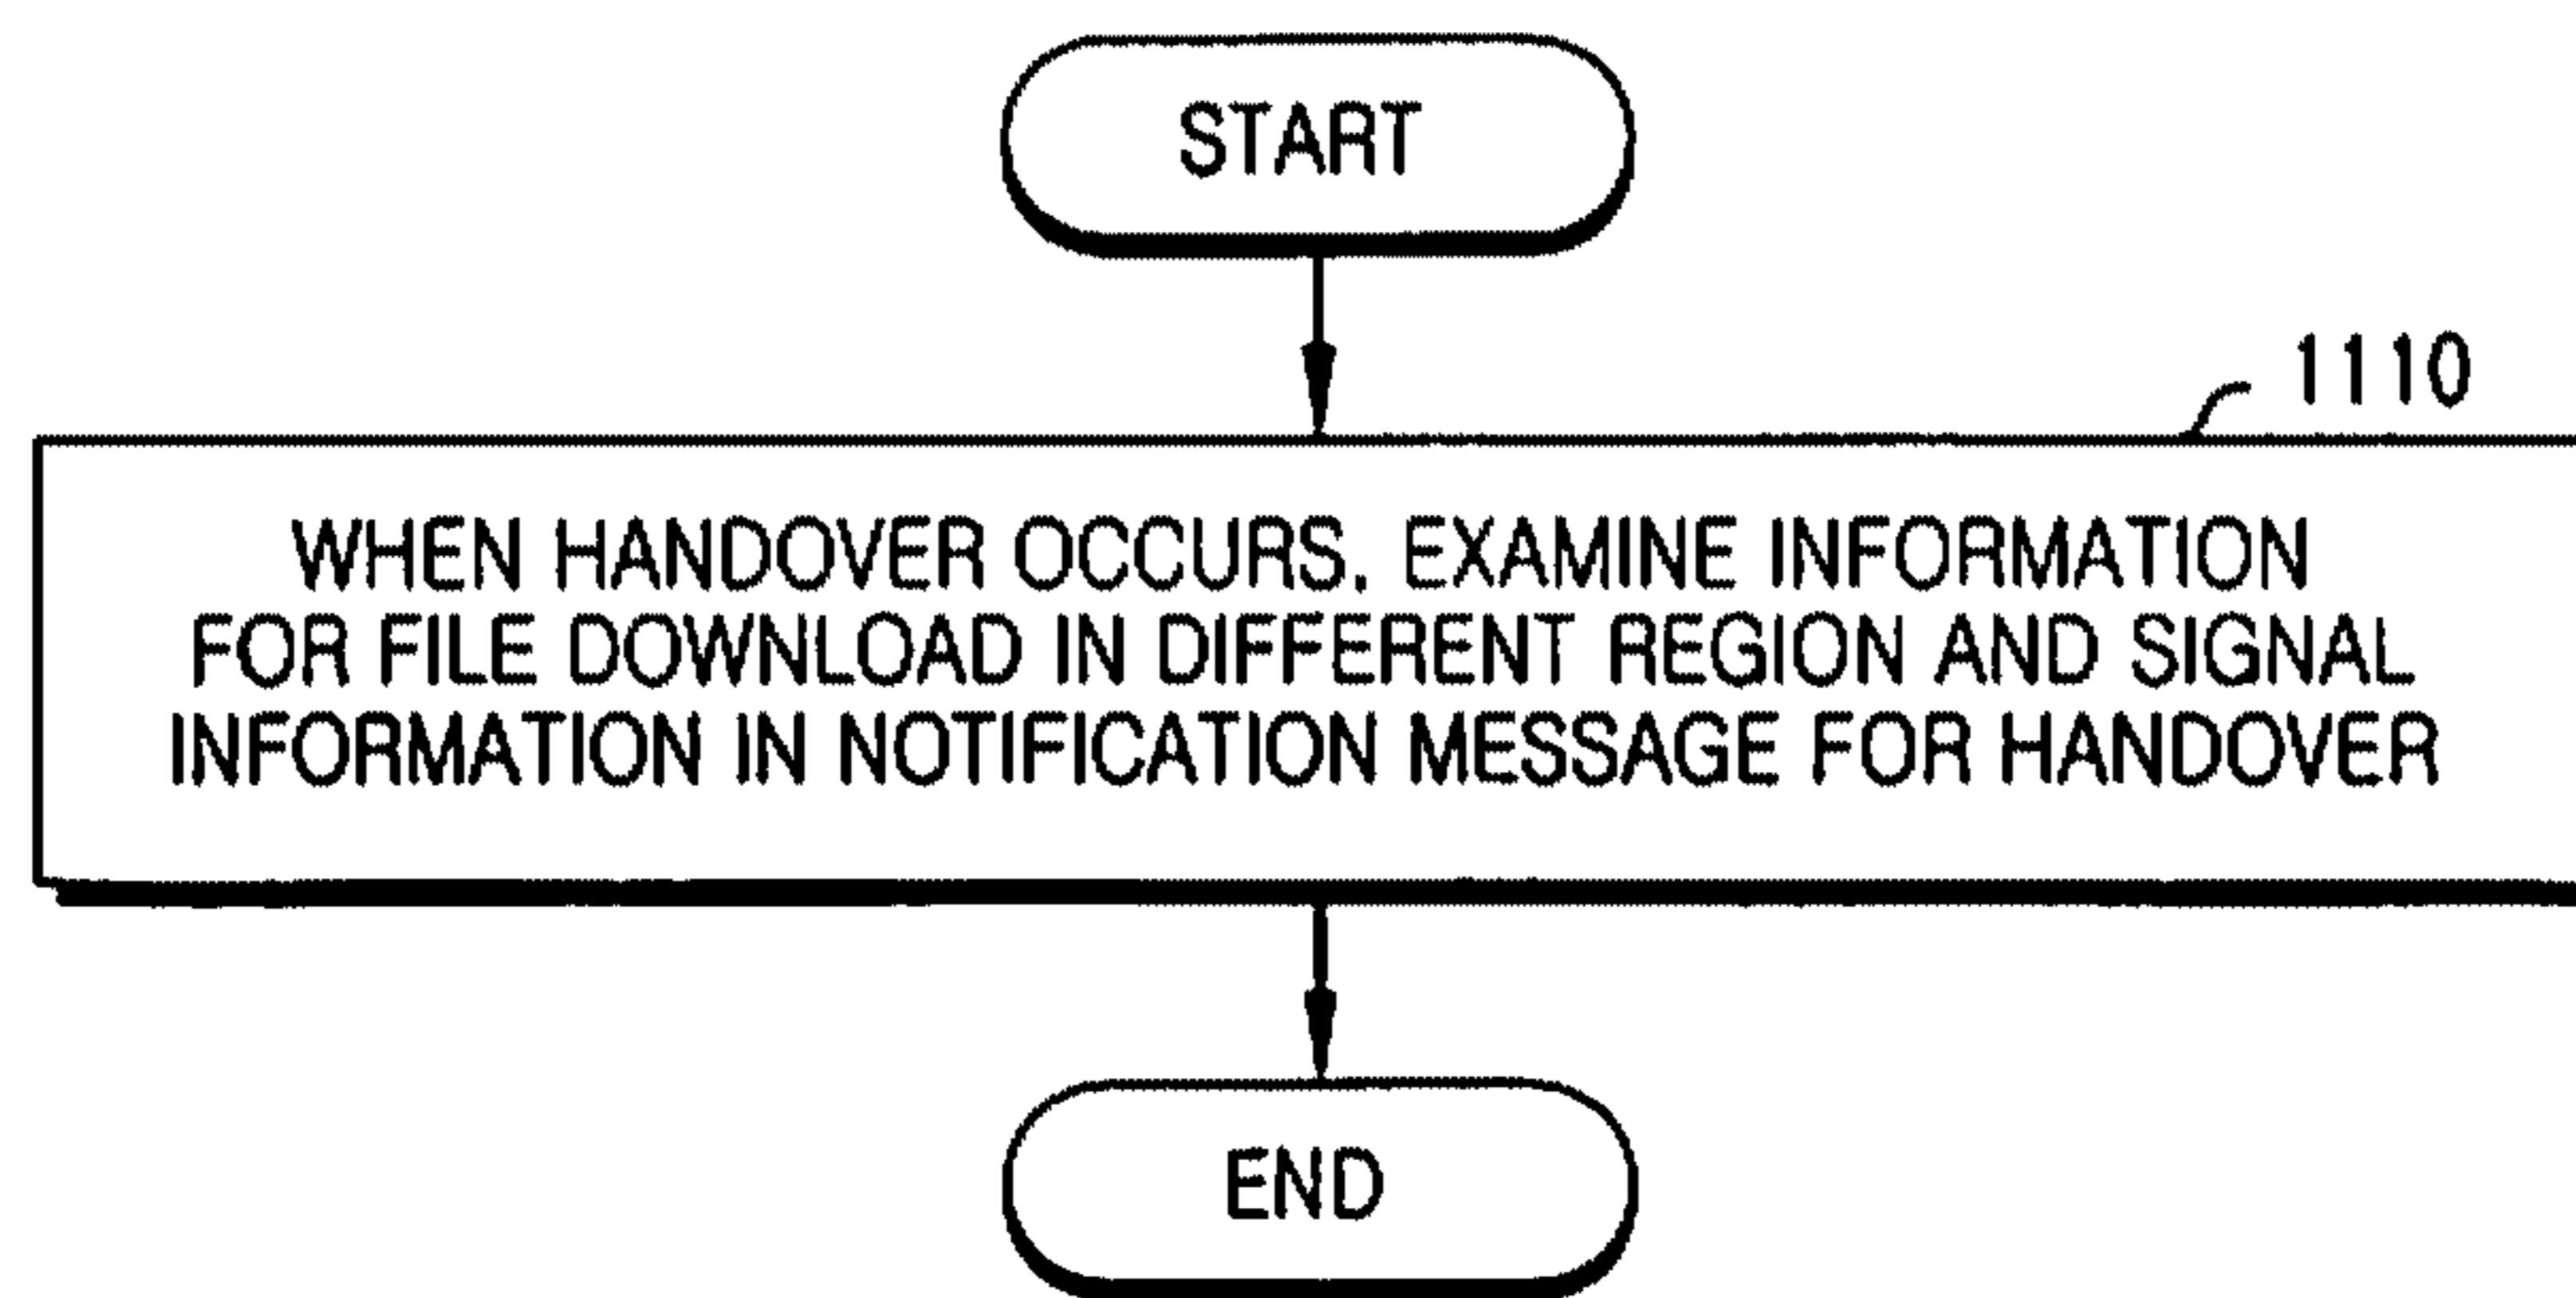 START
1110
WHEN HANDOVER OCCURS, EXAMINE INFORMATION
FOR FILE DOWNLOAD IN DIFFERENT REGION AND SIGNAL
INFORMATION IN NOTIFICATION MESSAGE FOR HANDOVER
END